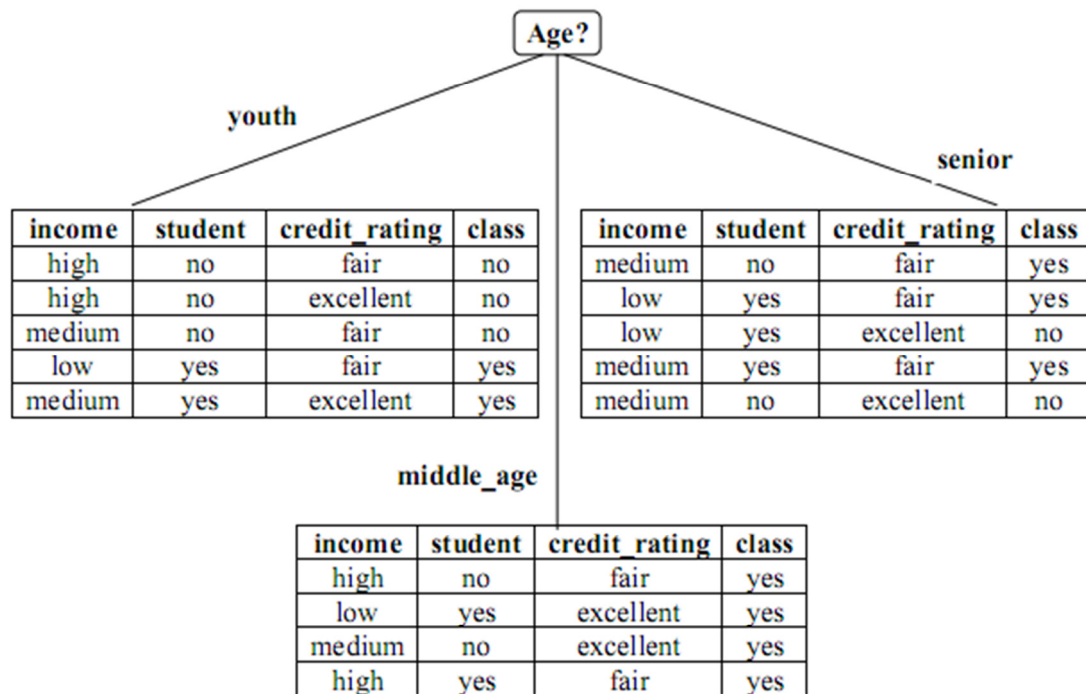 Age?
youth
senior
income student credit_rating class
high no fair no
high no excellent no
medium no fair no
low yes fair yes
medium yes excellent yes
income student credit_rating class
medium no fair yes
low yes fair yes
low yes excellent no
medium yes fair yes
medium no excellent no
middle_age
income student credit_rating class
high no fair yes
low yes excellent yes
medium no excellent yes
high yes fair yes